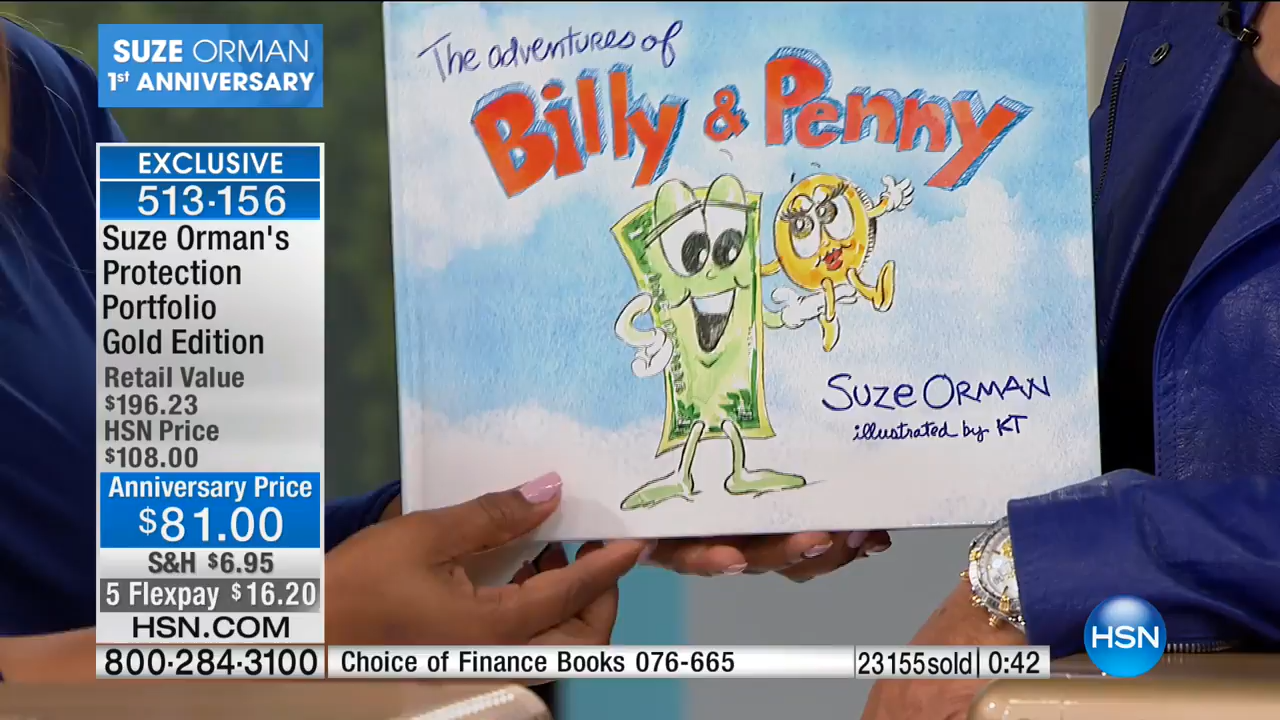 SUZE ORMAN
1st ANNIVERSARY
EXCLUSIVE
513·156
Suze Orman's
Protection
Portfolio
Gold Edition
Retail Value
$196.23
HSN Price
$108.00
Anniversary Price
$81.00
S&H $6.95
5 Flexpay $16.20
HSN.COM
800·284·3100
Choice of Finance Books 076-665
23155sold
0:42
The adventures of
Billy & Penny
SUZE ORMAN
illustrated by KT
HSN